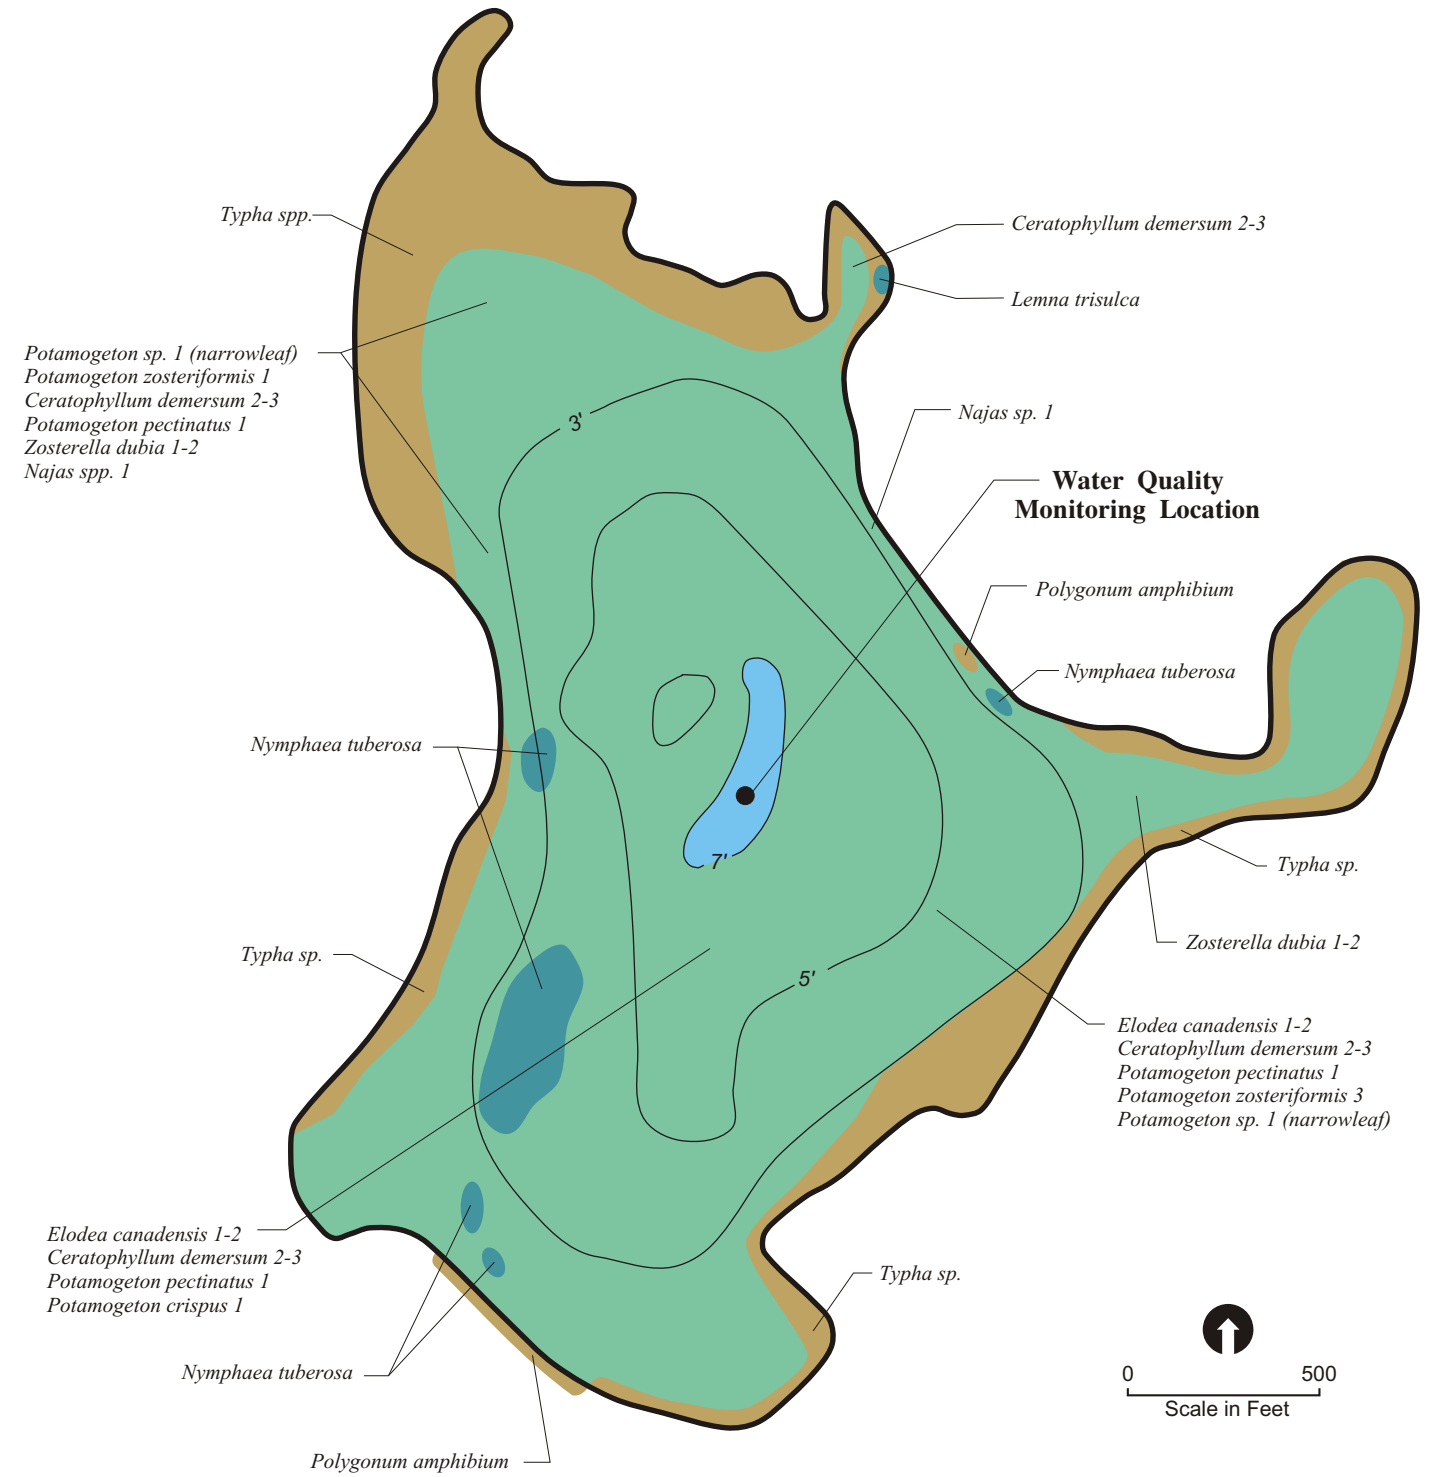 Typha spp.
Ceratophyllum demersum 2-3
Lemna trisulca
Potamogeton sp. 1 (narrowleaf)
Potamogeton zosteriformis 1
Ceratophyllum demersum 2-3
Potamogeton pectinatus 1
Zosterella dubia 1-2
Najas spp. 1
3'
Najas sp. 1
Water Quality
Monitoring Location
Polygonum amphibium
Nymphaea tuberosa
Nymphaea tuberosa
7'
Typha sp.
Typha sp.
Zosterella dubia 1-2
5'
Elodea canadensis 1-2
Ceratophyllum demersum 2-3
Potamogeton pectinatus 1
Potamogeton zosteriformis 3
Potamogeton sp. 1 (narrowleaf)
Elodea canadensis 1-2
Ceratophyllum demersum 2-3
Potamogeton pectinatus 1
Potamogeton crispus 1
Typha sp.
Nymphaea tuberosa
0 500
Scale in Feet
Polygonum amphibium